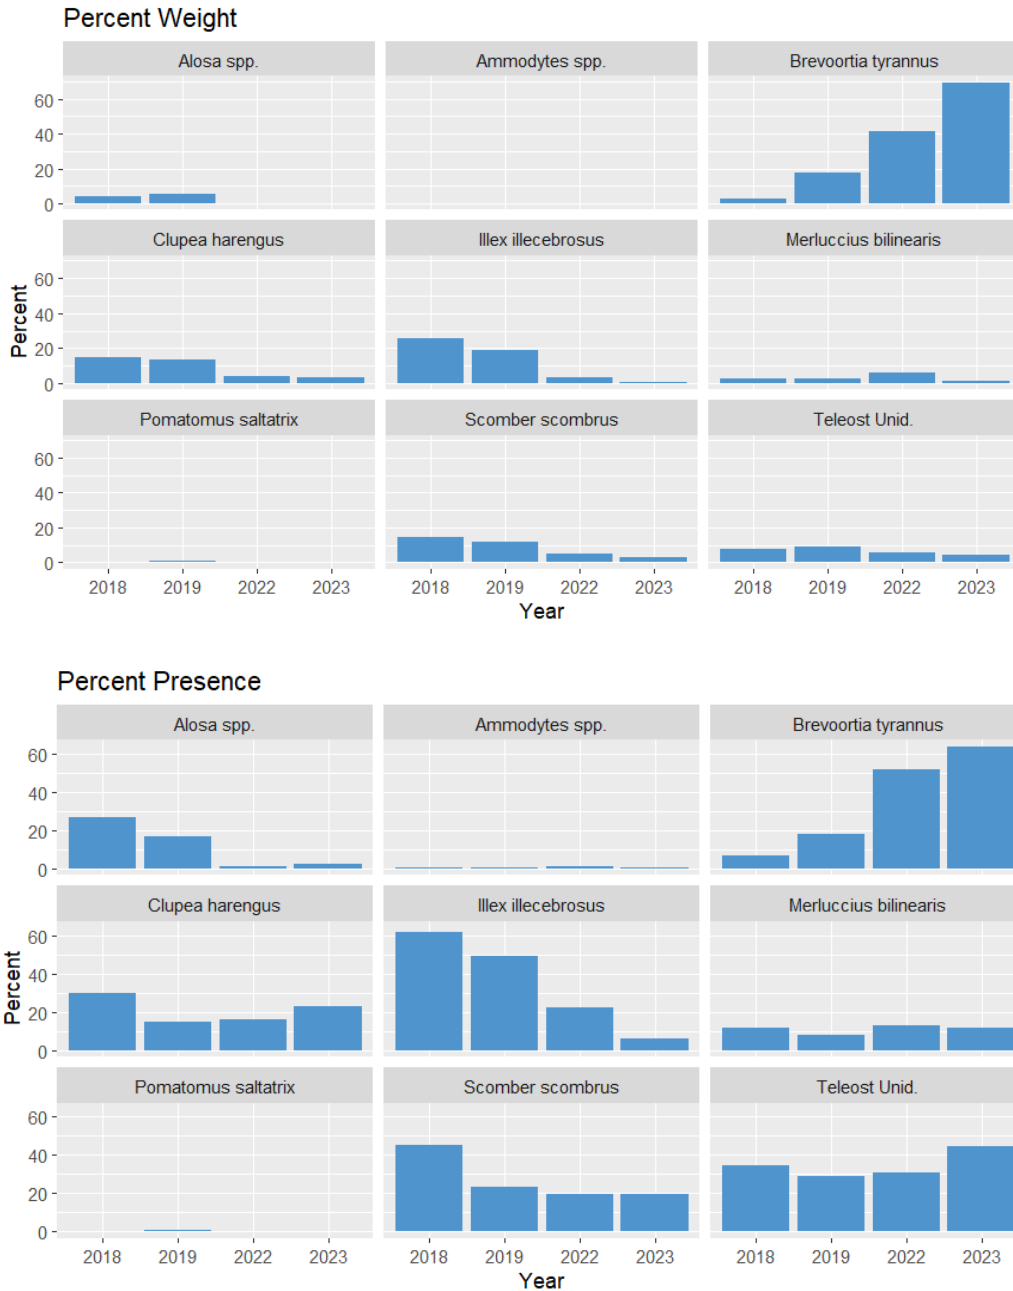 Percent Weight
Alosa spp. Ammodytes spp. Brevoortia tyrannus
60
40
20
0
Clupea harengus Illex illecebrosus Merluccius bilinearis
60
40
20
0
Percent
Pomatomus saltatrix Scomber scombrus Teleost Unid.
60
40
20
0
2018 2019 2022 2023 2018 2019 2022 2023 2018 2019 2022 2023
Year
Percent Presence
Alosa spp. Ammodytes spp. Brevoortia tyrannus
60
40
20
0
Clupea harengus Illex illecebrosus Merluccius bilinearis
60
40
20
0
Percent
Pomatomus saltatrix Scomber scombrus Teleost Unid.
60
40
20
0
2018 2019 2022 2023 2018 2019 2022 2023 2018 2019 2022 2023
Year